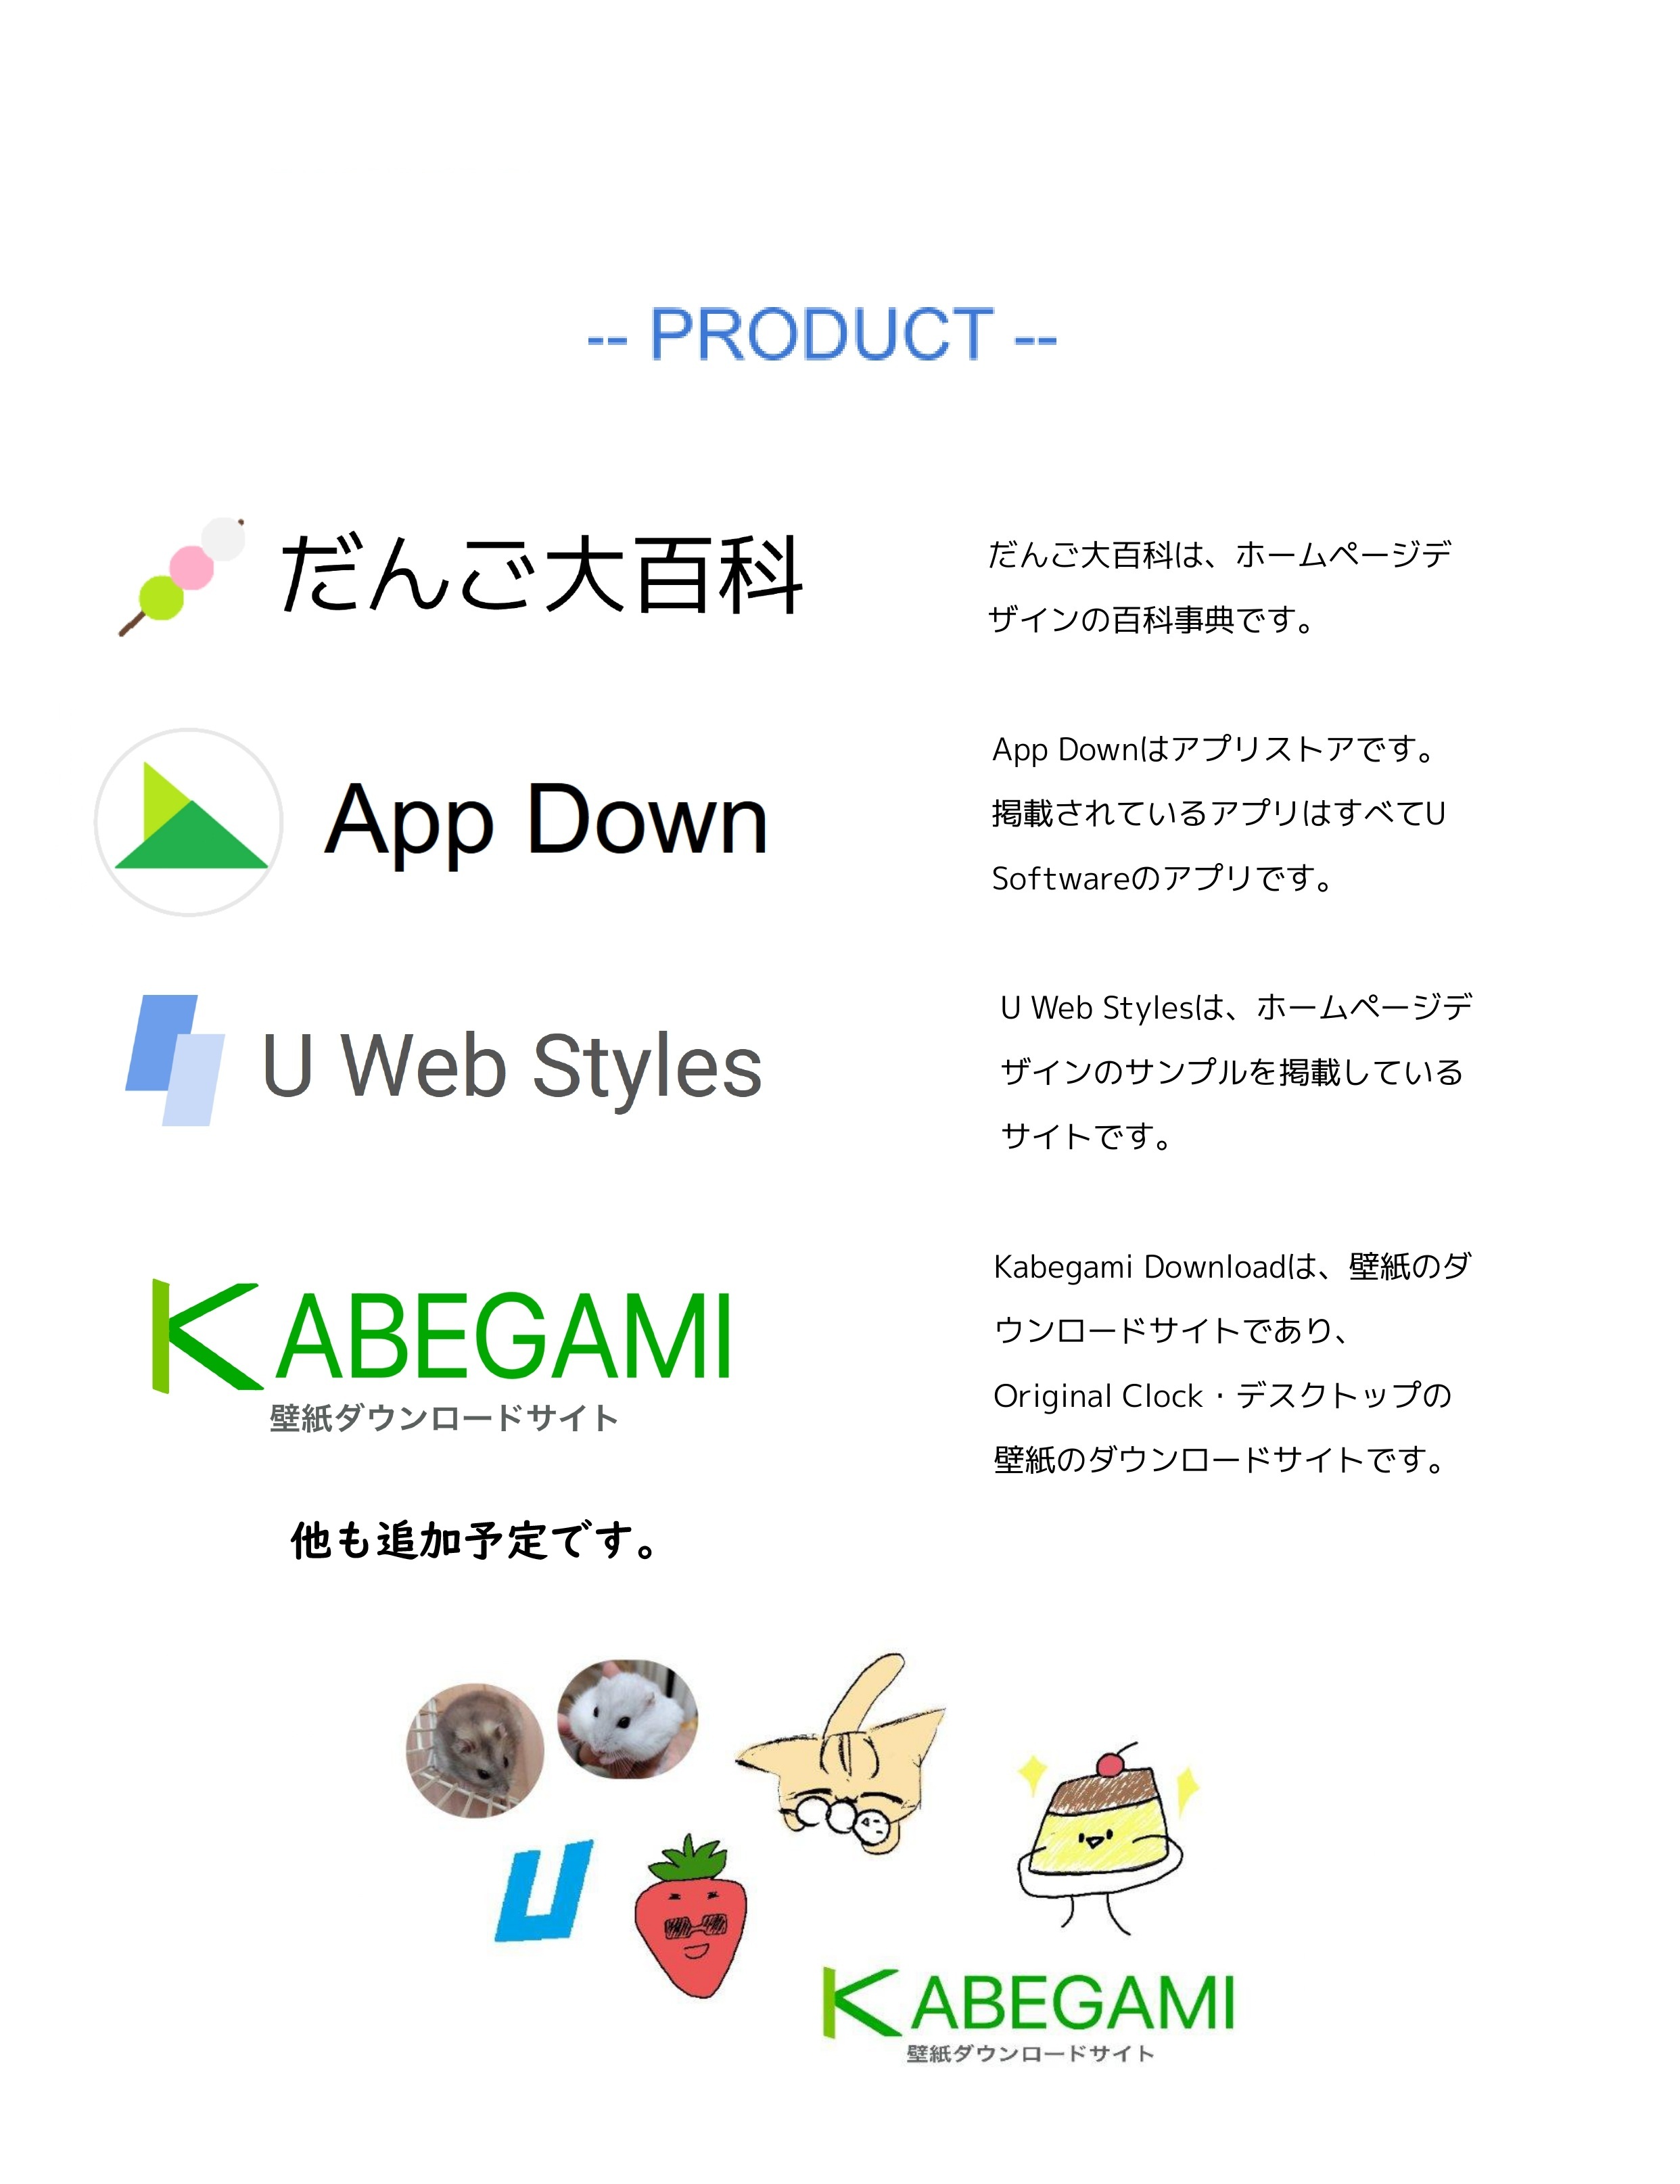 -- PRODUCT --
だんご大百科
だんご大百科は、ホームページデ
ザインの百科事典です。
App Down
App Downはアプリストアです。
掲載されているアプリはすべてU
Softwareのアプリです。
U Web Styles
U Web Stylesは、ホームページデ
ザインのサンプルを掲載している
サイトです。
KABEGAMI
壁紙ダウンロードサイト
Kabegami Downloadは、壁紙のダ
ウンロードサイトであり、
Original Clock・デスクトップの
壁紙のダウンロードサイトです。
他も追加予定です。
U
KABEGAMI
壁紙ダウンロードサイト